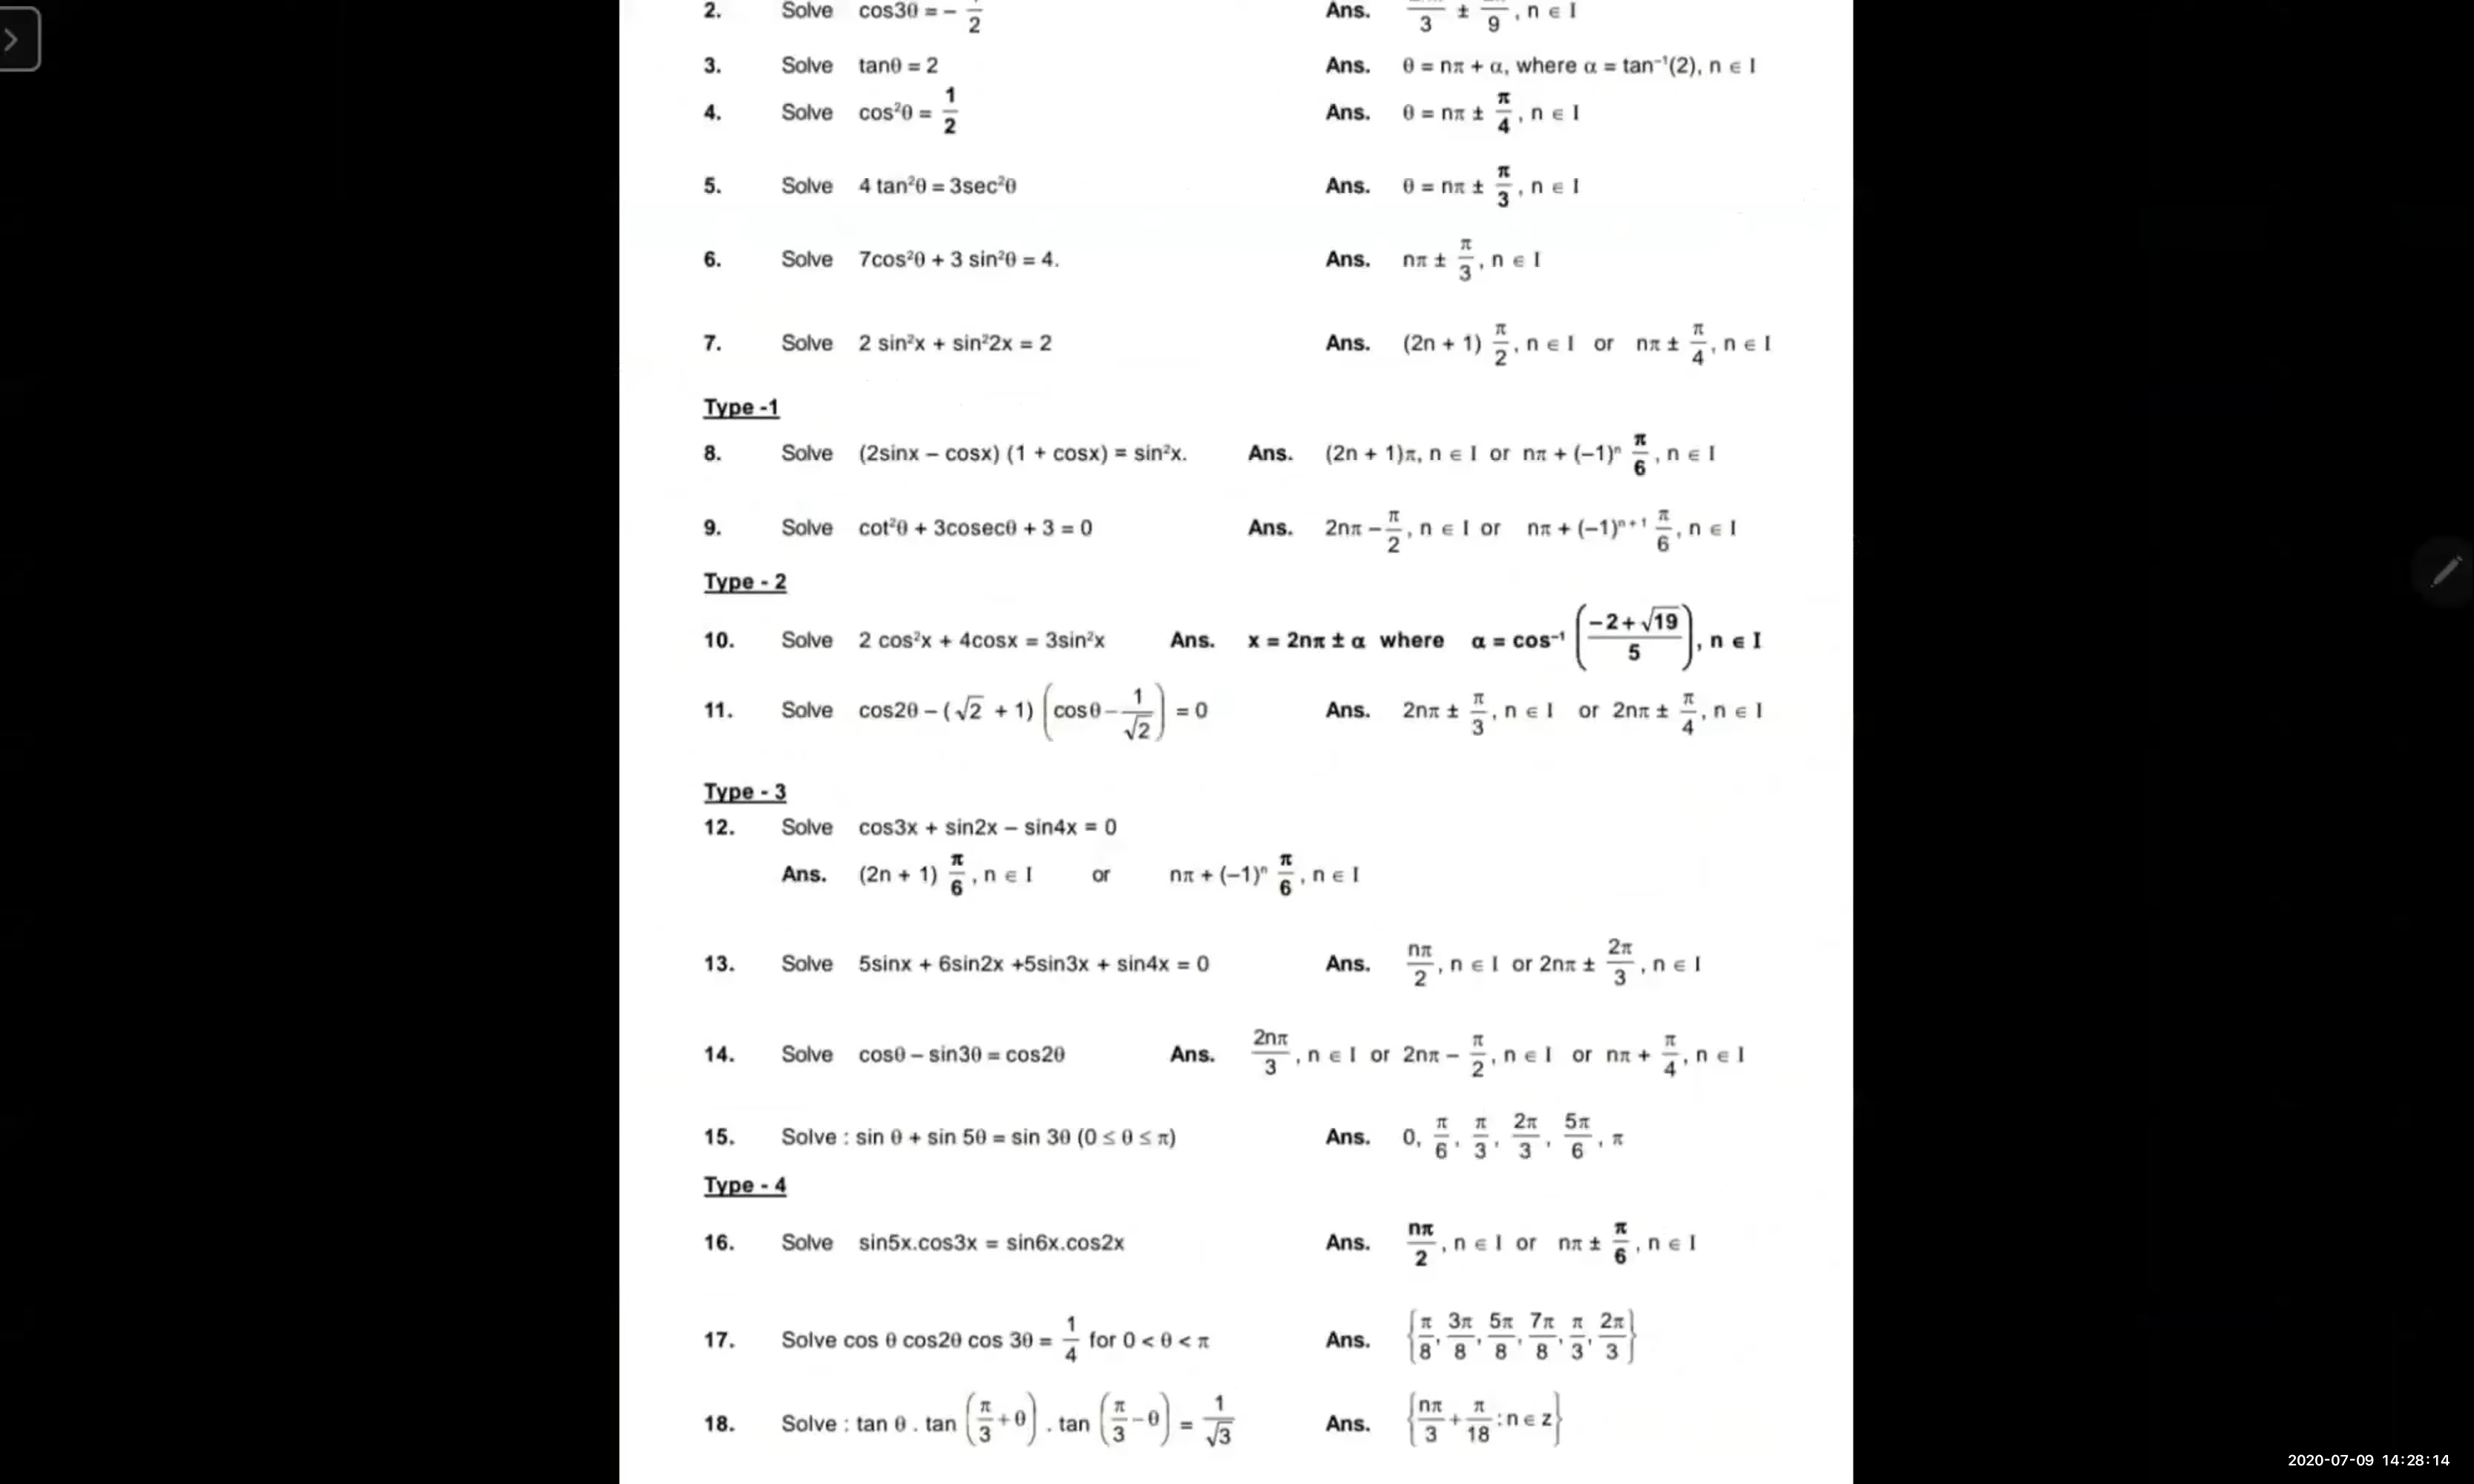 2. Solve cos3θ = – /2 Ans. /3 ± /9 , n ∈ I
3. Solve tanθ = 2 Ans. θ = nπ + α, where α = tan⁻¹(2), n ∈ I
4. Solve cos²θ = 1/2 Ans. θ = nπ ± π/4 , n ∈ I
5. Solve 4 tan²θ = 3sec²θ Ans. θ = nπ ± π/3 , n ∈ I
6. Solve 7cos²θ + 3 sin²θ = 4. Ans. nπ ± π/3 , n ∈ I
7. Solve 2 sin²x + sin²2x = 2 Ans. (2n + 1) π/2 , n ∈ I or nπ ± π/4 , n ∈ I
Type -1
8. Solve (2sinx – cosx) (1 + cosx) = sin²x. Ans. (2n + 1)π, n ∈ I or nπ + (–1)ⁿ π/6 , n ∈ I
9. Solve cot²θ + 3cosecθ + 3 = 0 Ans. 2nπ – π/2 , n ∈ I or nπ + (–1)ⁿ⁺¹ π/6 , n ∈ I
Type - 2
10. Solve 2 cos²x + 4cosx = 3sin²x Ans. x = 2nπ ± α where α = cos⁻¹ ((–2 + √19)/5), n ∈ I
11. Solve cos2θ – (√2 + 1) (cosθ – 1/√2) = 0 Ans. 2nπ ± π/3 , n ∈ I or 2nπ ± π/4 , n ∈ I
Type - 3
12. Solve cos3x + sin2x – sin4x = 0
Ans. (2n + 1) π/6 , n ∈ I or nπ + (–1)ⁿ π/6 , n ∈ I
13. Solve 5sinx + 6sin2x +5sin3x + sin4x = 0 Ans. nπ/2 , n ∈ I or 2nπ ± 2π/3 , n ∈ I
14. Solve cosθ – sin3θ = cos2θ Ans. 2nπ/3 , n ∈ I or 2nπ – π/2 , n ∈ I or nπ + π/4 , n ∈ I
15. Solve : sin θ + sin 5θ = sin 3θ (0 ≤ θ ≤ π) Ans. 0, π/6 , π/3 , 2π/3 , 5π/6 , π
Type - 4
16. Solve sin5x.cos3x = sin6x.cos2x Ans. nπ/2 , n ∈ I or nπ ± π/6 , n ∈ I
17. Solve cos θ cos2θ cos 3θ = 1/4 for 0 < θ < π Ans. {π/8 , 3π/8 , 5π/8 , 7π/8 , π/3 , 2π/3}
18. Solve : tan θ . tan (π/3 + θ) . tan (π/3 – θ) = 1/√3 Ans. {nπ/3 + π/18 : n ∈ z}
2020-07-09 14:28:14